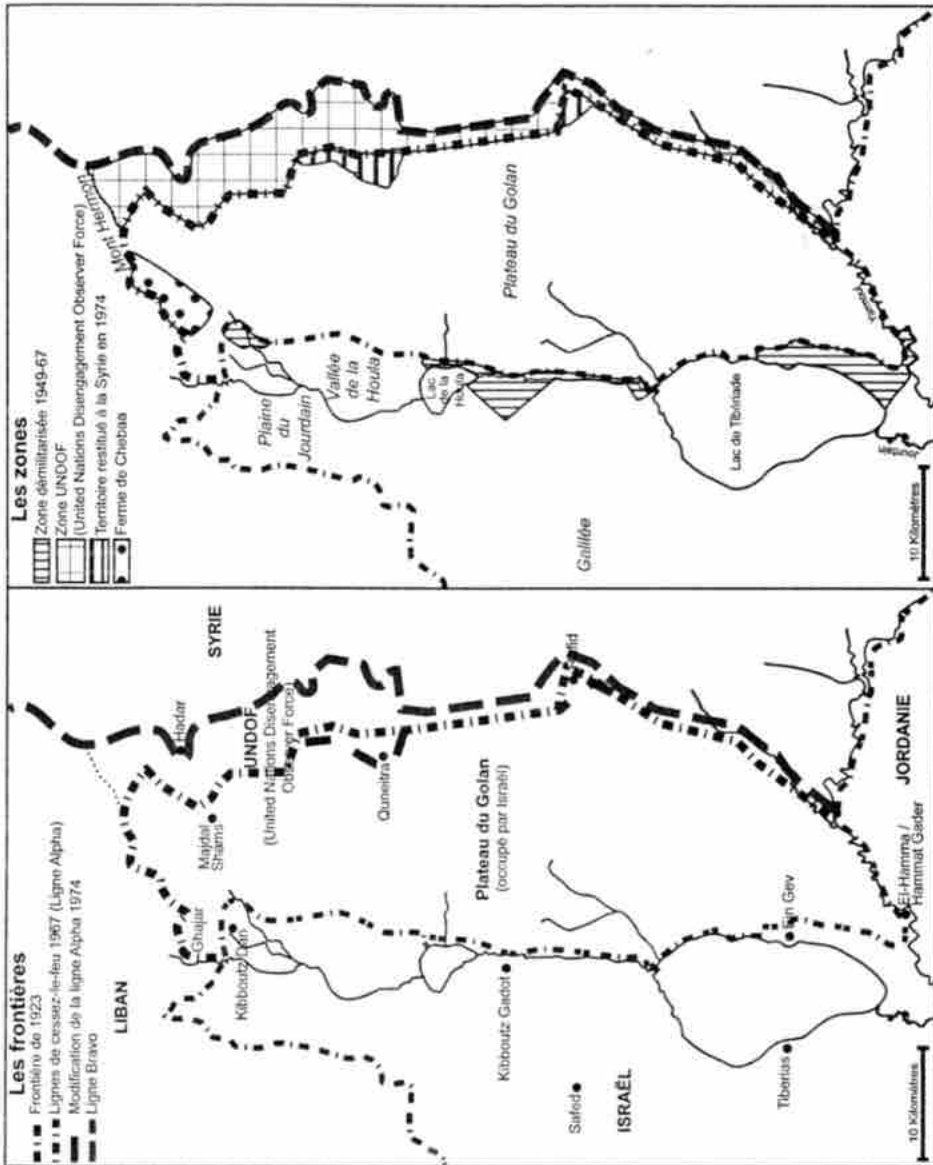 Les frontières
Frontière de 1923
Lignes de cessez-le-feu 1967 (Ligne Alpha)
Modification de la ligne Alpha 1974
Ligne Bravo
LIBAN
SYRIE
Hadar
Majdal
Shams
UNDOF
(United Nations Disengagement
Observer Force)
Ghajar
Kibboutz Dan
Quneitra
Plateau du Golan
(occupé par Israël)
Kibboutz Gadot
Safed
ISRAËL
Ein Gev
Tiberias
El-Hamma /
Hammat Gader
JORDANIE
10 Kilomètres
Les zones
Zone démilitarisée 1949-67
Zone UNDOF
(United Nations Disengagement Observer Force)
Territoire restitué à la Syrie en 1974
Ferme de Chebaa
Mont Hermon
Plaine
du
Jourdain
Vallée
de la
Houla
Lac
de la
Houla
Plateau du Golan
Galilée
Lac de Tibériade
Jourdain
10 Kilomètres